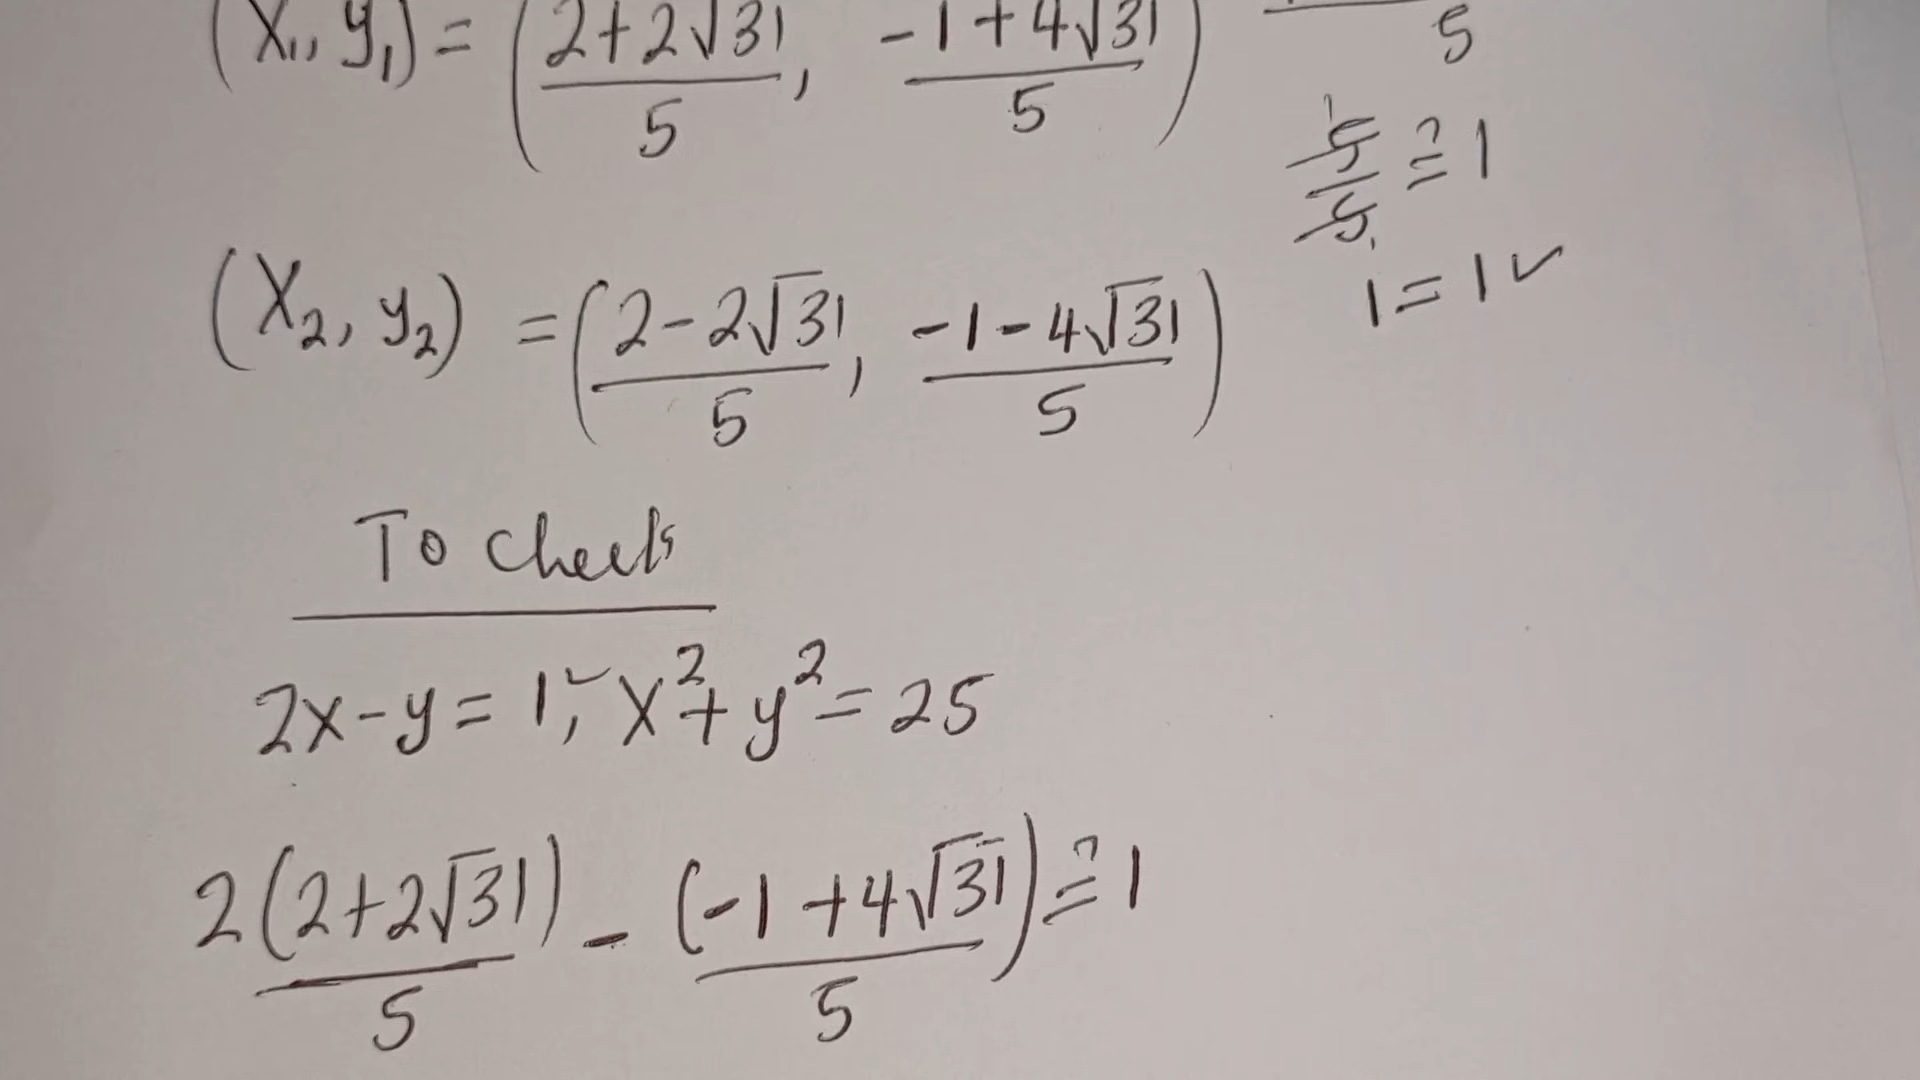 (x₁, y₁) = ((2+2√31)/5, (-1+4√31)/5)
5
5/5 ≟ 1
1 = 1 ✓
(x₂, y₂) = ((2-2√31)/5, (-1-4√31)/5)
To Check
2x-y = 1,✓ x²+y² = 25
2(2+2√31)/5 - (-1+4√31)/5 ≟ 1